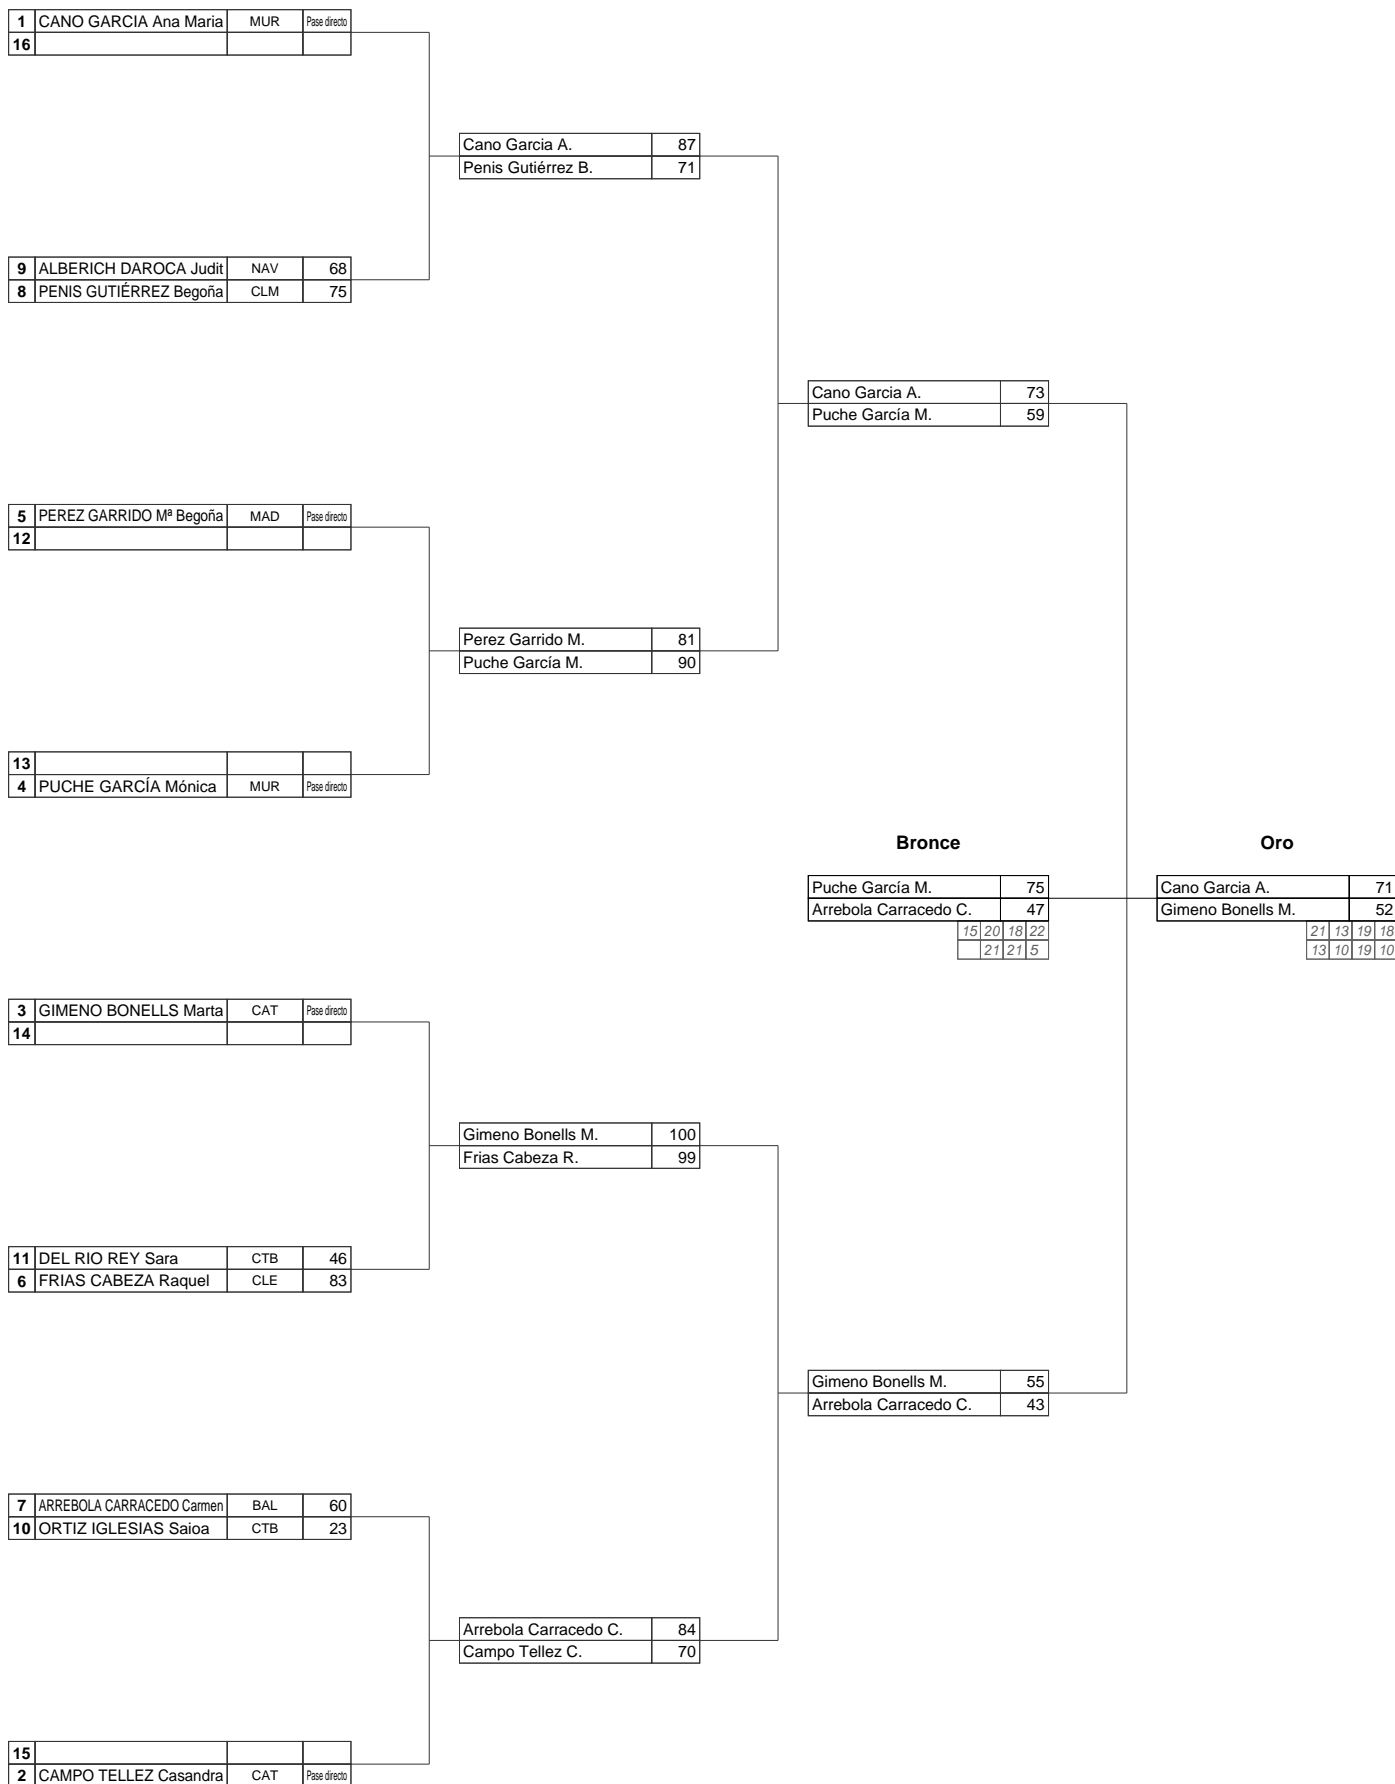 1 CANO GARCIA Ana Maria MUR Pase directo
16
Cano Garcia A. 87
Penis Gutiérrez B. 71
9 ALBERICH DAROCA Judit NAV 68
8 PENIS GUTIÉRREZ Begoña CLM 75
Cano Garcia A. 73
Puche García M. 59
5 PEREZ GARRIDO Mª Begoña MAD Pase directo
12
Perez Garrido M. 81
Puche García M. 90
13
4 PUCHE GARCÍA Mónica MUR Pase directo
Bronce Oro
Puche García M. 75 Cano Garcia A. 71
Arrebola Carracedo C. 47 Gimeno Bonells M. 52
15 20 18 22 21 13 19 18
21 21 5 13 10 19 10
3 GIMENO BONELLS Marta CAT Pase directo
14
Gimeno Bonells M. 100
Frias Cabeza R. 99
11 DEL RIO REY Sara CTB 46
6 FRIAS CABEZA Raquel CLE 83
Gimeno Bonells M. 55
Arrebola Carracedo C. 43
7 ARREBOLA CARRACEDO Carmen BAL 60
10 ORTIZ IGLESIAS Saioa CTB 23
Arrebola Carracedo C. 84
Campo Tellez C. 70
15
2 CAMPO TELLEZ Casandra CAT Pase directo